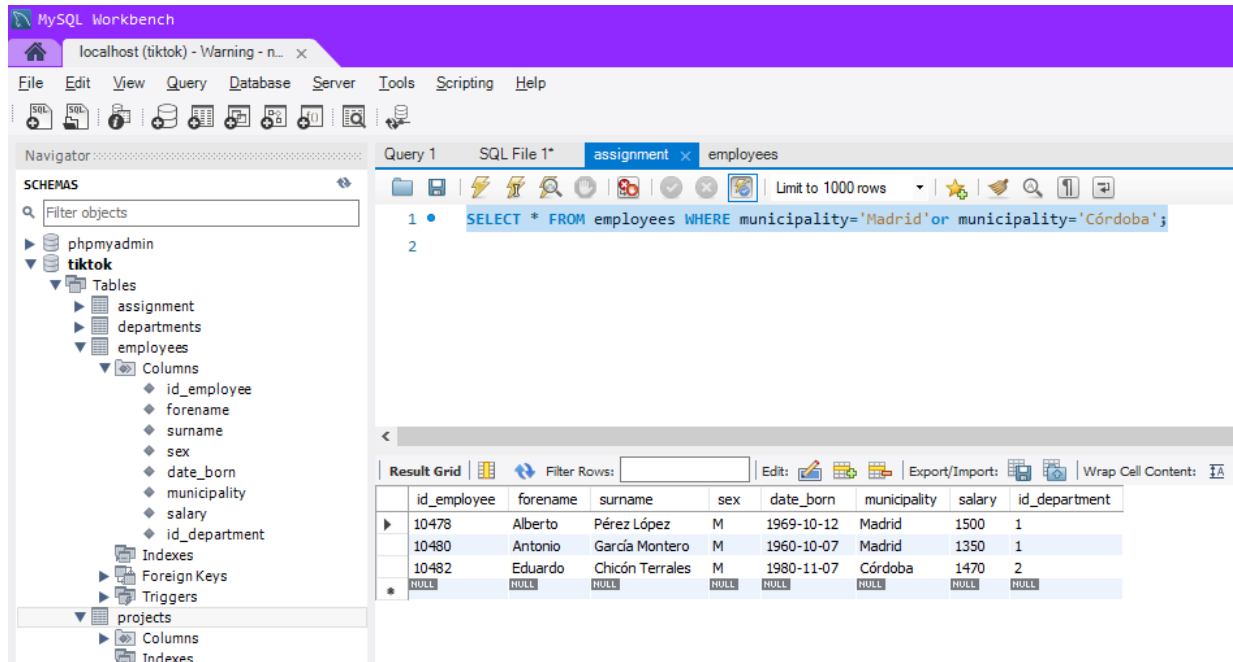 MySQL Workbench
localhost (tiktok) - Warning - n...
File Edit View Query Database Server Tools Scripting Help
Navigator
SCHEMAS
Filter objects
phpmyadmin
tiktok
Tables
assignment
departments
employees
Columns
id_employee
forename
surname
sex
date_born
municipality
salary
id_department
Indexes
Foreign Keys
Triggers
projects
Columns
Indexes
Query 1 SQL File 1* assignment employees
Limit to 1000 rows
1 SELECT * FROM employees WHERE municipality='Madrid'or municipality='Córdoba';
2
Result Grid Filter Rows: Edit: Export/Import: Wrap Cell Content:
id_employee forename surname sex date_born municipality salary id_department
10478 Alberto Pérez López M 1969-10-12 Madrid 1500 1
10480 Antonio García Montero M 1960-10-07 Madrid 1350 1
10482 Eduardo Chicón Terrales M 1980-11-07 Córdoba 1470 2
NULL NULL NULL NULL NULL NULL NULL NULL